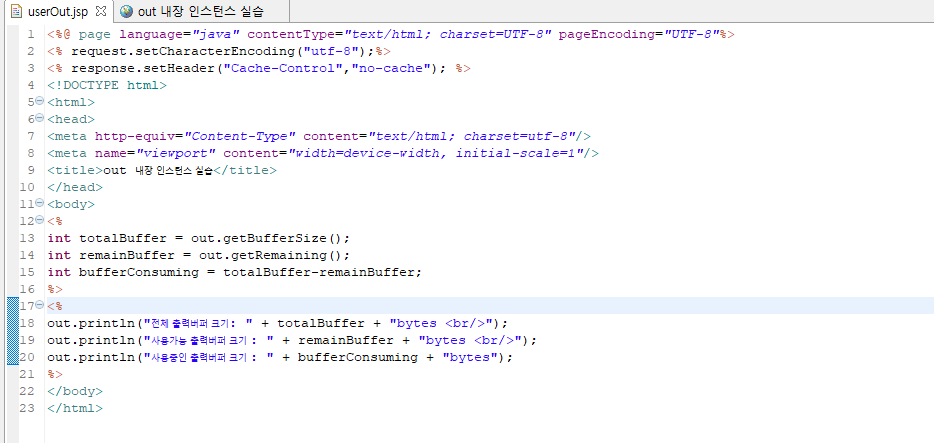 userOut.jsp out 내장 인스턴스 실습
1 <%@ page language="java" contentType="text/html; charset=UTF-8" pageEncoding="UTF-8"%>
2 <% request.setCharacterEncoding("utf-8");%>
3 <% response.setHeader("Cache-Control","no-cache"); %>
4 <!DOCTYPE html>
5 <html>
6 <head>
7 <meta http-equiv="Content-Type" content="text/html; charset=utf-8"/>
8 <meta name="viewport" content="width=device-width, initial-scale=1"/>
9 <title>out 내장 인스턴스 실습</title>
10 </head>
11 <body>
12 <%
13 int totalBuffer = out.getBufferSize();
14 int remainBuffer = out.getRemaining();
15 int bufferConsuming = totalBuffer-remainBuffer;
16 %>
17 <%
18 out.println("전체 출력버퍼 크기: " + totalBuffer + "bytes <br/>");
19 out.println("사용가능 출력버퍼 크기 : " + remainBuffer + "bytes <br/>");
20 out.println("사용중인 출력버퍼 크기 : " + bufferConsuming + "bytes");
21 %>
22 </body>
23 </html>